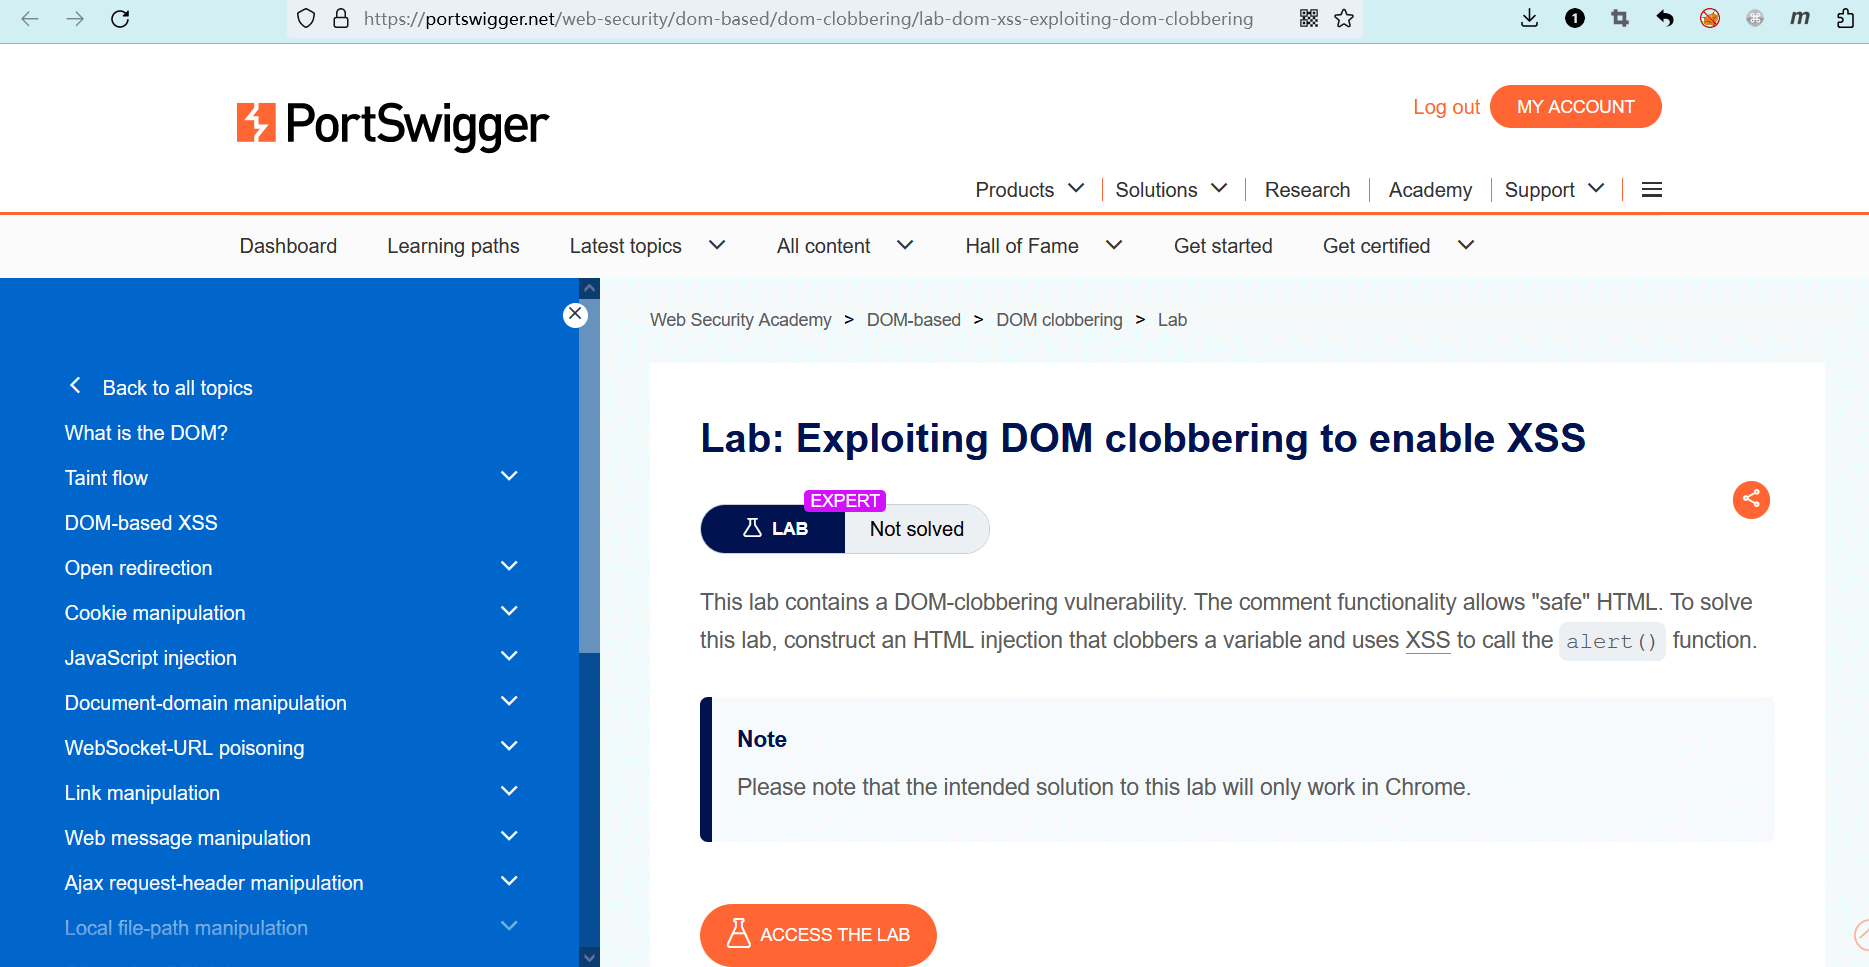 https://portswigger.net/web-security/dom-based/dom-clobbering/lab-dom-xss-exploiting-dom-clobbering
1
m
PortSwigger
Log out
MY ACCOUNT
Products
Solutions
Research
Academy
Support
Dashboard
Learning paths
Latest topics
All content
Hall of Fame
Get started
Get certified
Back to all topics
What is the DOM?
Taint flow
DOM-based XSS
Open redirection
Cookie manipulation
JavaScript injection
Document-domain manipulation
WebSocket-URL poisoning
Link manipulation
Web message manipulation
Ajax request-header manipulation
Local file-path manipulation
Web Security Academy > DOM-based > DOM clobbering > Lab
Lab: Exploiting DOM clobbering to enable XSS
EXPERT
LAB
Not solved
This lab contains a DOM-clobbering vulnerability. The comment functionality allows "safe" HTML. To solve
this lab, construct an HTML injection that clobbers a variable and uses XSS to call the alert() function.
Note
Please note that the intended solution to this lab will only work in Chrome.
ACCESS THE LAB